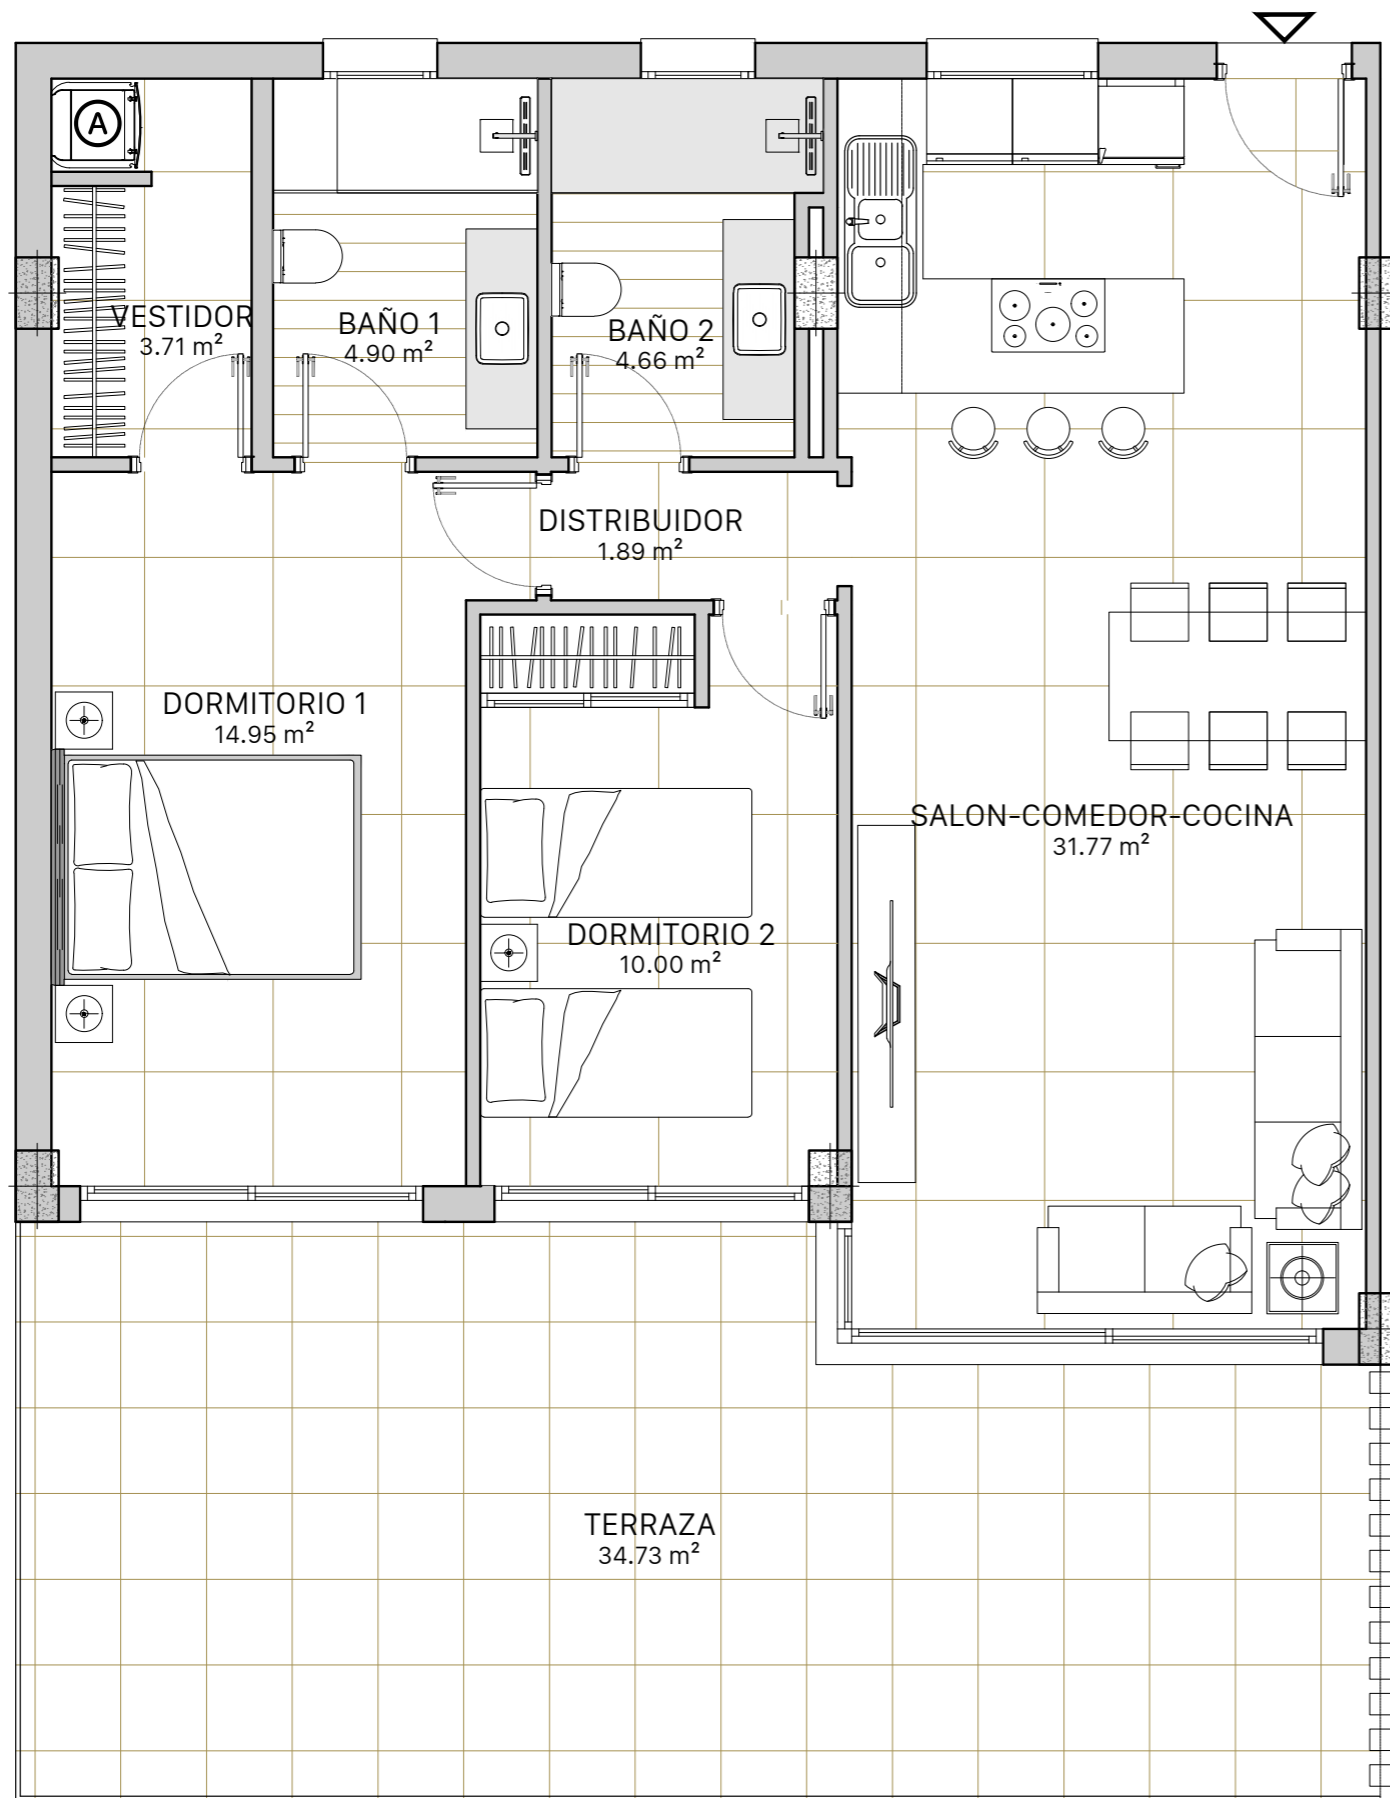 A
VESTIDOR
3.71 m²
BAÑO 1
4.90 m²
BAÑO 2
4.66 m²
DISTRIBUIDOR
1.89 m²
DORMITORIO 1
14.95 m²
SALON-COMEDOR-COCINA
31.77 m²
DORMITORIO 2
10.00 m²
TERRAZA
34.73 m²